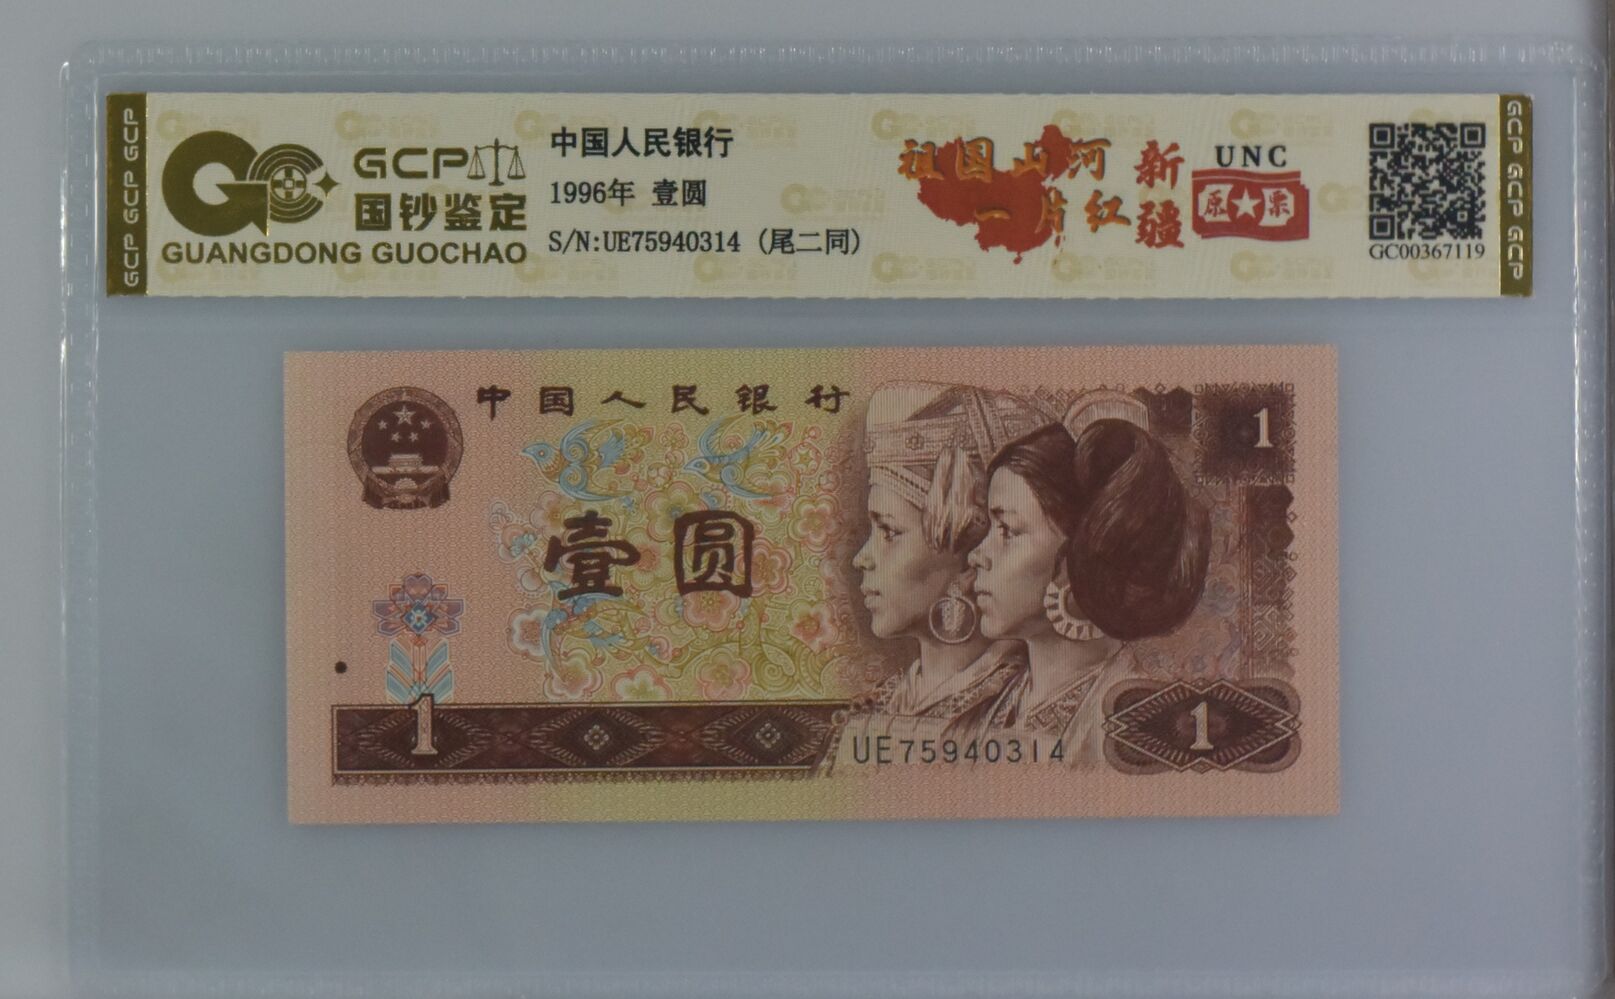 GCP GCP GCP
GCP
国钞鉴定
GUANGDONG GUOCHAO
中国人民银行
1996年 壹圆
S/N:UE75940314 (尾二同)
祖国山河
一片红
新疆
UNC
原★票
GC00367119
GCP GCP GCP
中国人民银行
1
壹圆
1
UE75940314
1